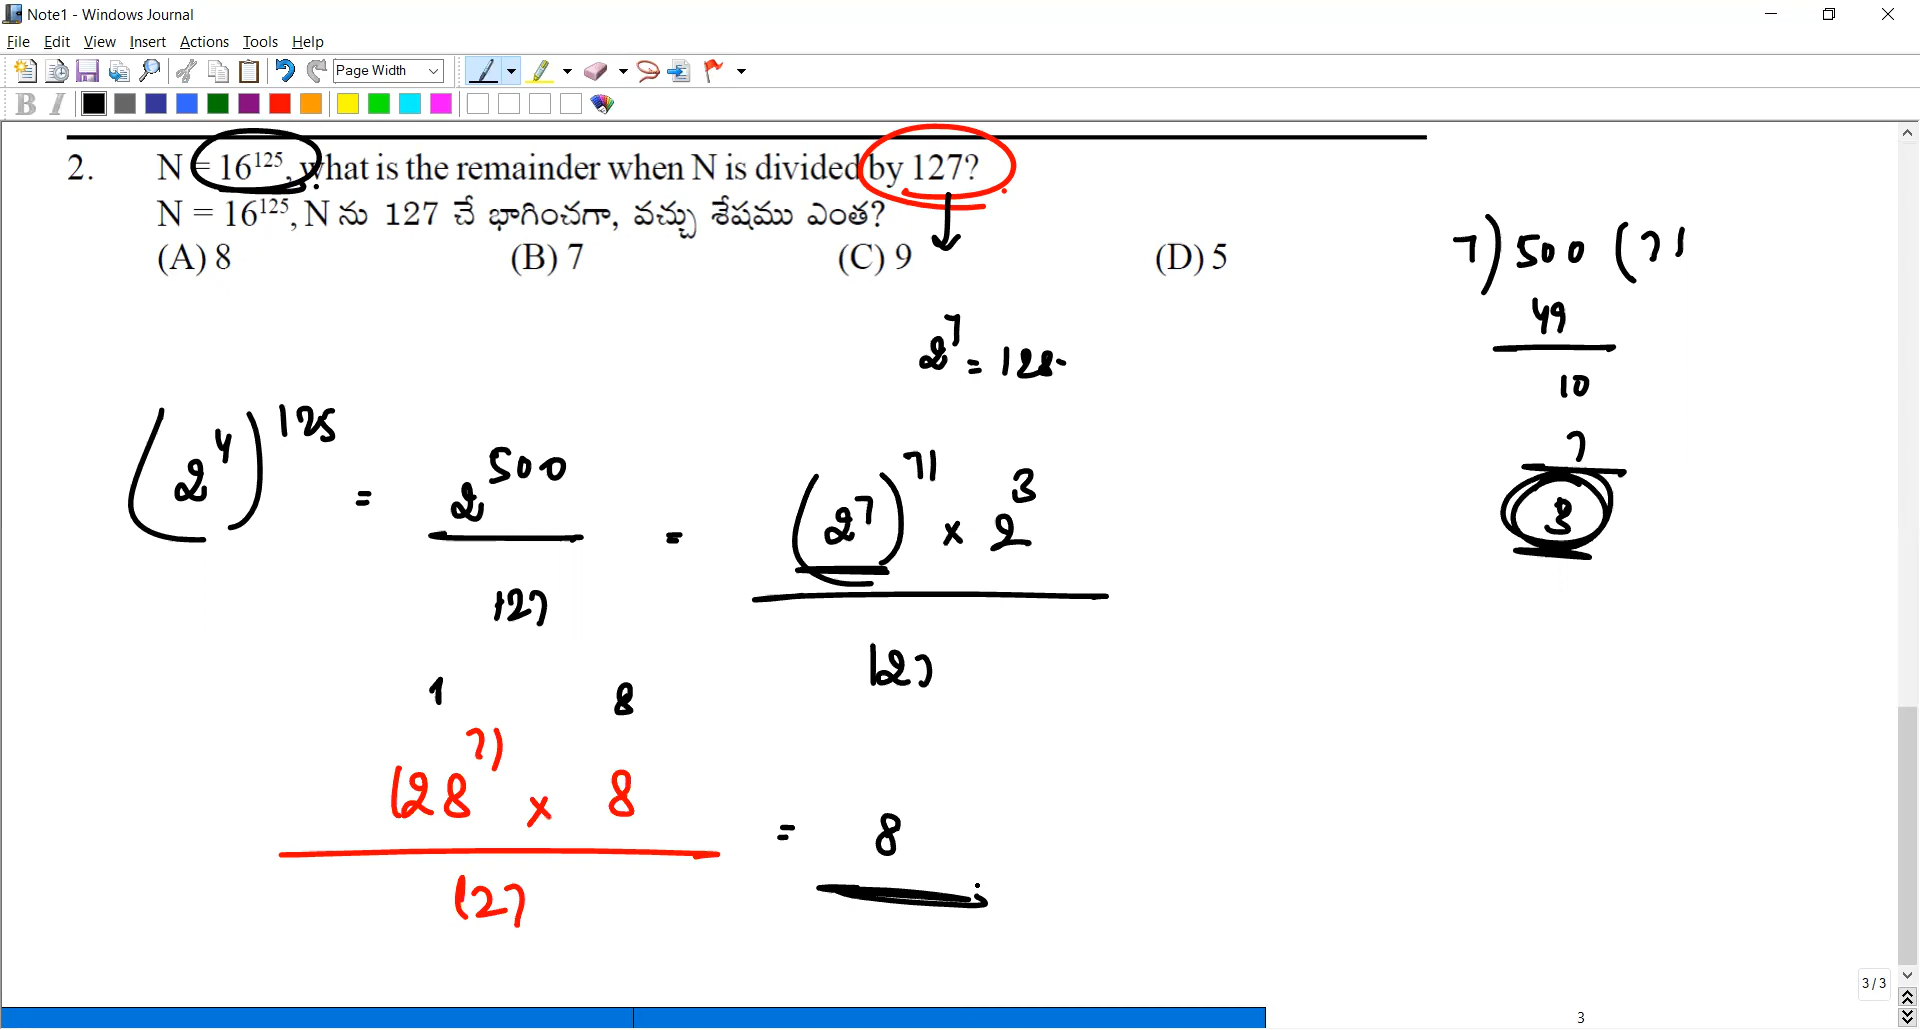 Note1 - Windows Journal
File Edit View Insert Actions Tools Help
Page Width
B I
2. N = 16¹²⁵, what is the remainder when N is divided by 127?
N = 16¹²⁵, N ను 127 చే భాగించగా, వచ్చు శేషము ఎంత?
(A) 8 (B) 7 (C) 9 (D) 5
7) 500 (71
49
10
7
3
2⁷ = 128
(2⁴)¹²⁵ = 2⁵⁰⁰ / 127 = (2⁷)⁷¹ × 2³ / 127
1 8
128⁷¹ × 8 / 127 = 8
3 / 3
3